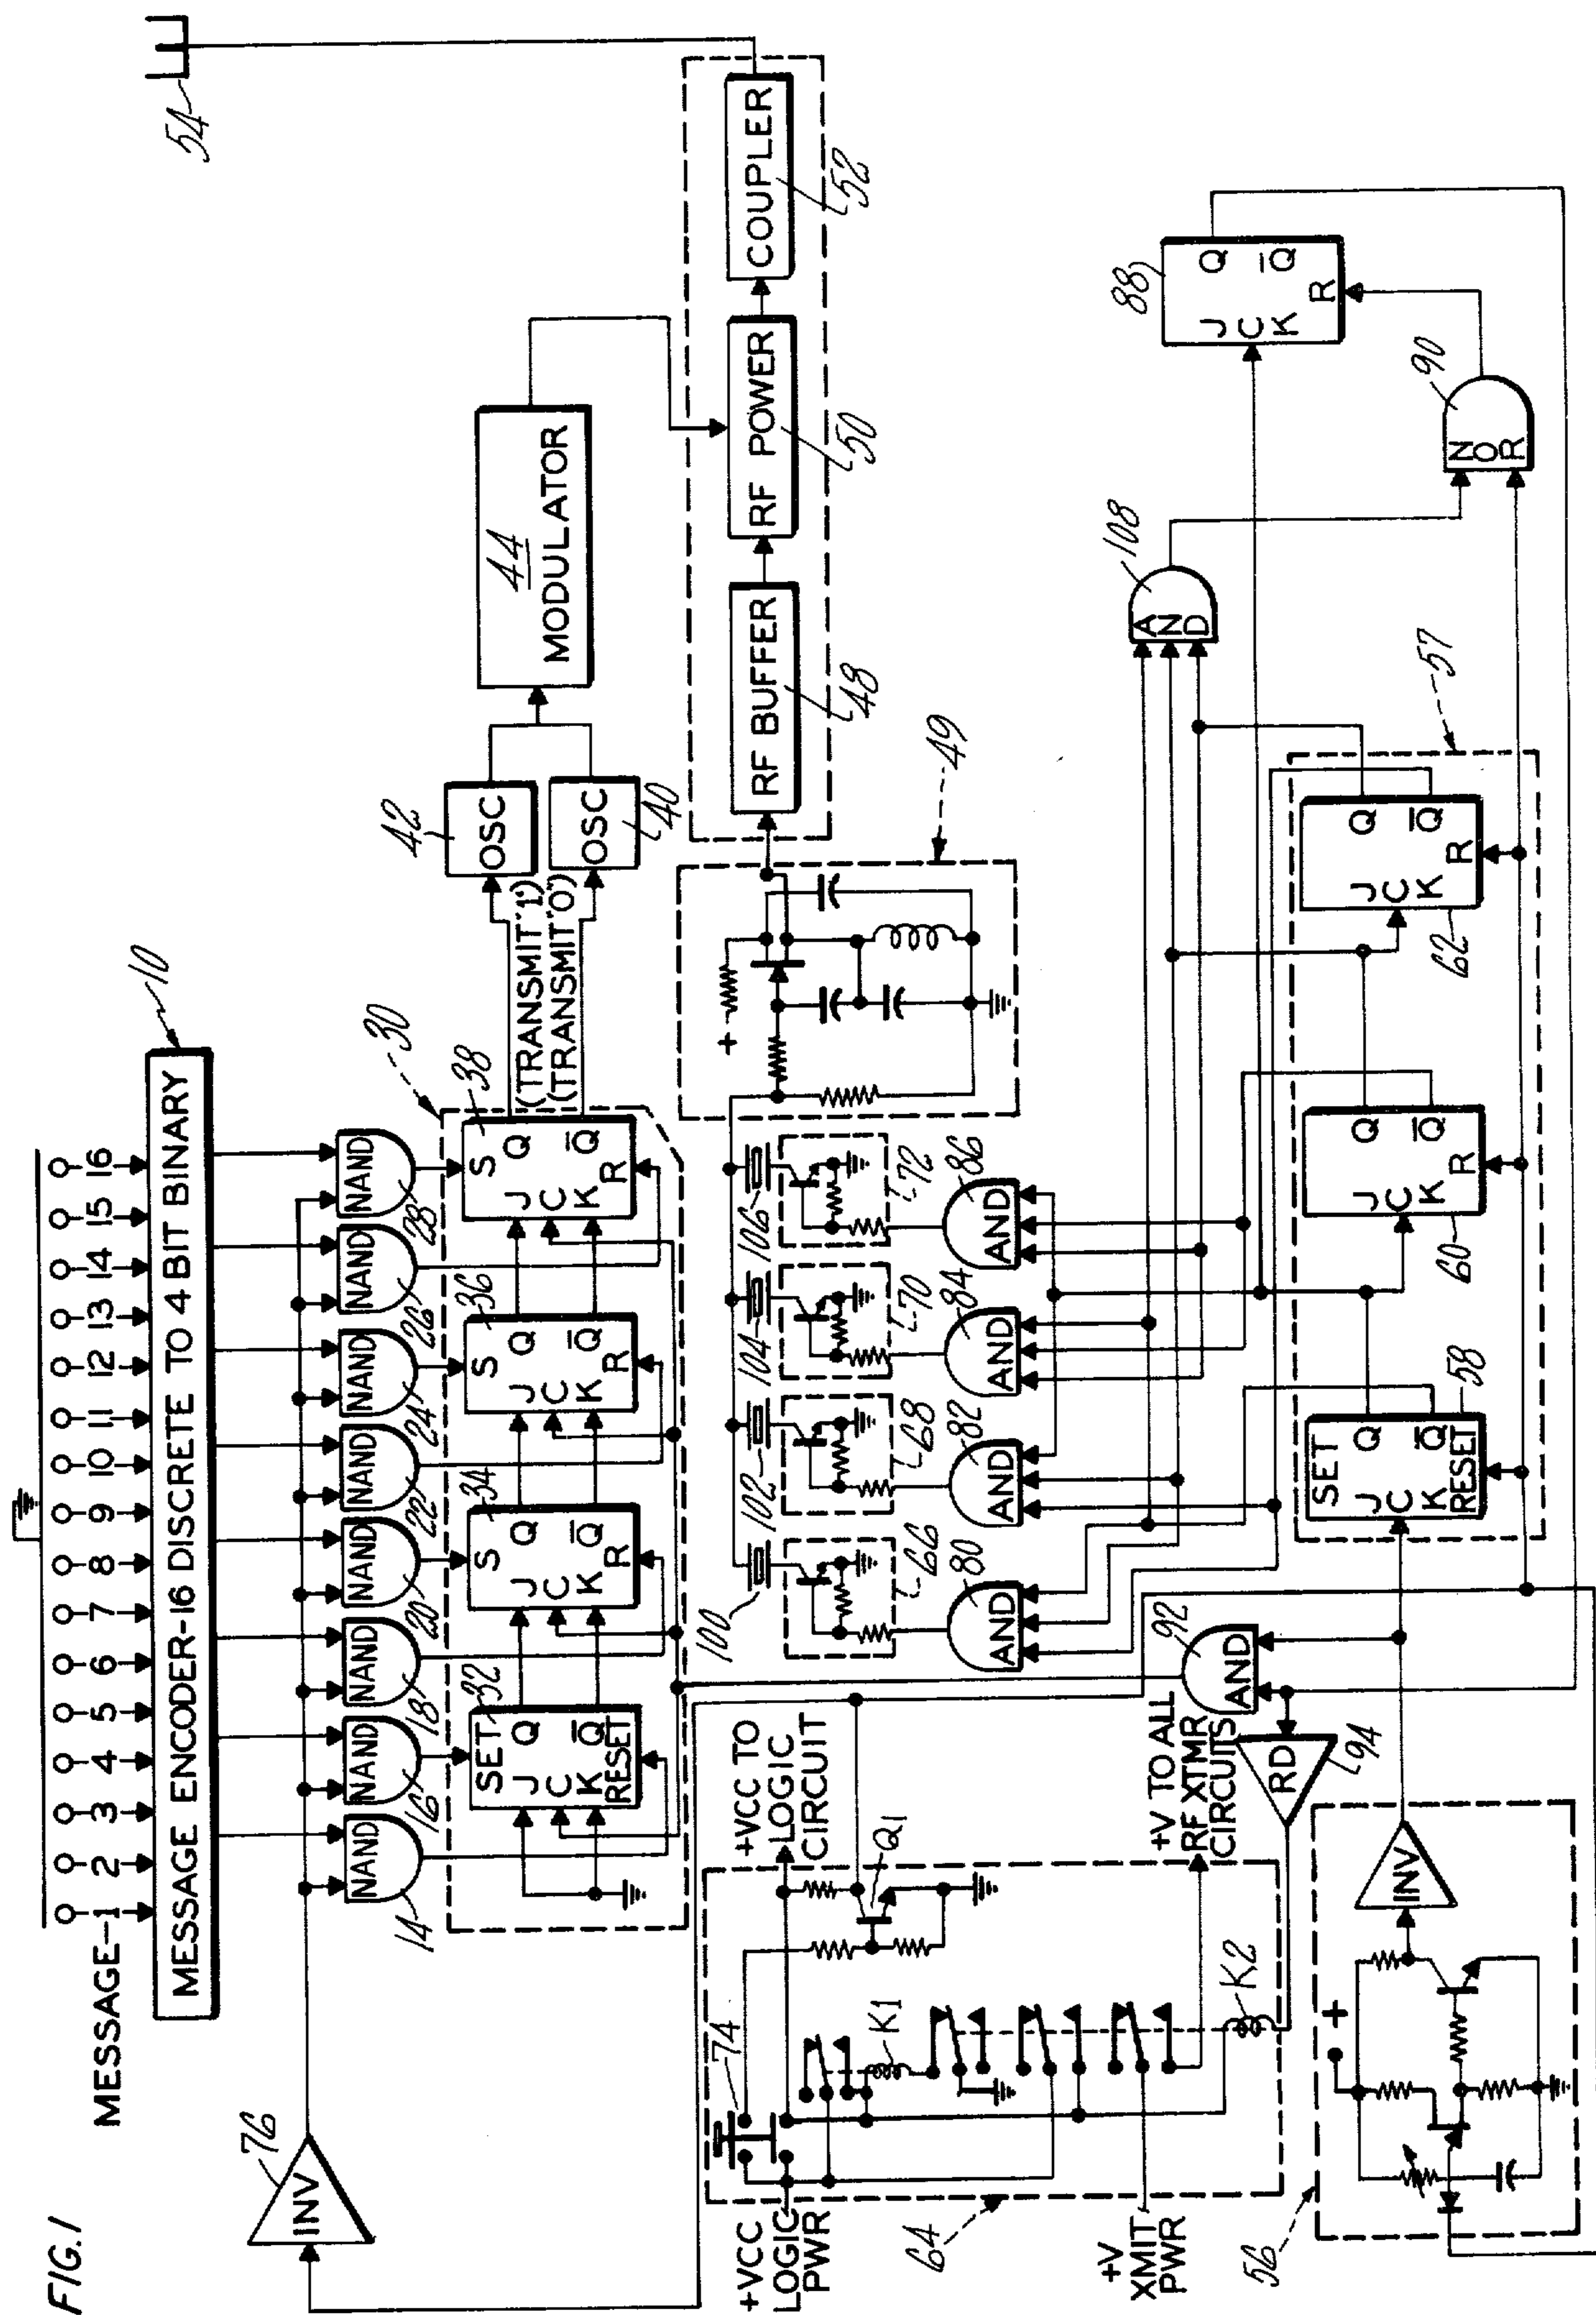 FIG. 1
MESSAGE-1 2 3 4 5 6 7 8 9 10 11 12 13 14 15 16
MESSAGE ENCODER-16 DISCRETE TO 4 BIT BINARY
10
54
INV
76
NAND
14
NAND
16
NAND
18
NAND
20
NAND
22
NAND
24
NAND
26
NAND
28
30
SET
J
C
K
Q
Q̅
RESET
32
S
J
C
K
Q
Q̅
R
34
S
J
C
K
Q
Q̅
R
36
S
J
C
K
Q
Q̅
R
38
(TRANSMIT "1")
(TRANSMIT "0")
OSC
42
OSC
40
44
MODULATOR
RF BUFFER
48
RF POWER
50
COUPLER
52
49
+
100
102
104
106
66
68
70
72
AND
80
AND
82
AND
84
AND
86
+VCC
LOGIC
PWR
74
+VCC TO
LOGIC
CIRCUIT
Q1
K1
K2
+V
XMIT
PWR
64
+V TO ALL
RF XTMR
CIRCUITS
AND
92
RD
94
AND
108
NOR
90
J
C
K
Q
Q̅
R
88
57
SET
J
C
K
Q
Q̅
RESET
58
J
C
K
Q
Q̅
R
60
J
C
K
Q
Q̅
R
62
56
+
INV